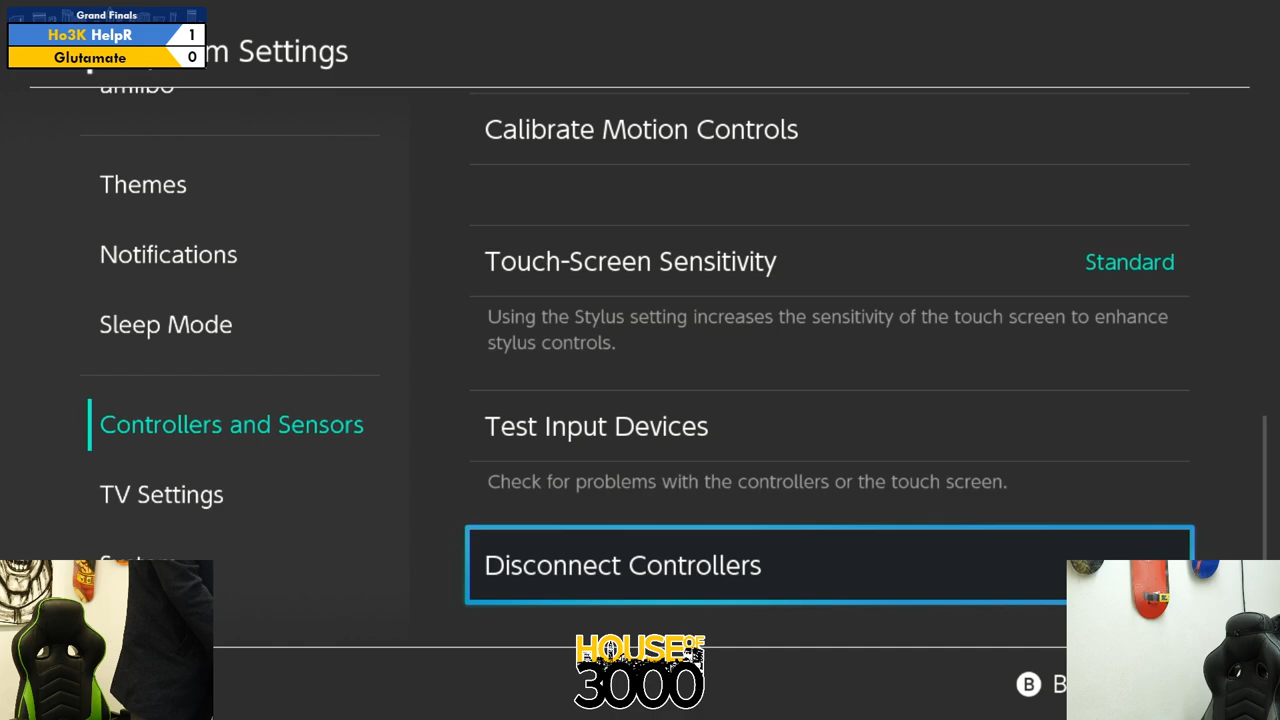 Grand Finals
Ho3K HelpR 1
Glutamate 0
m Settings
amiibo
Themes
Notifications
Sleep Mode
Controllers and Sensors
TV Settings
System
Calibrate Motion Controls
Touch-Screen Sensitivity Standard
Using the Stylus setting increases the sensitivity of the touch screen to enhance
stylus controls.
Test Input Devices
Check for problems with the controllers or the touch screen.
Disconnect Controllers
HOUSE OF
3000
B B